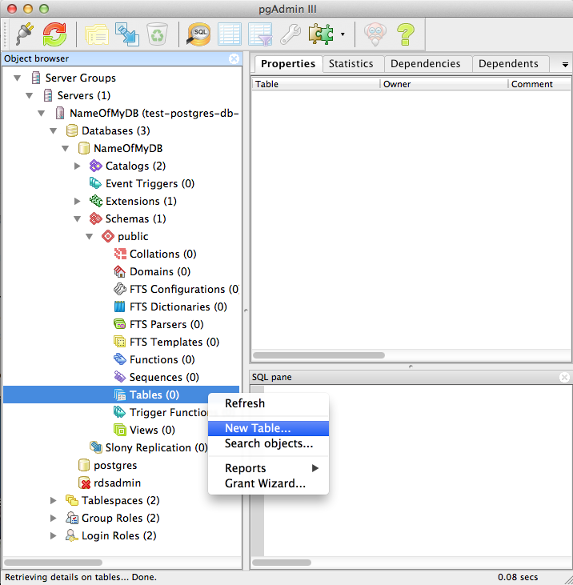 pgAdmin III
SQL
Object browser
Properties
Statistics
Dependencies
Dependents
Table
Owner
Comment
Server Groups
Servers (1)
NameOfMyDB (test-postgres-db-
Databases (3)
NameOfMyDB
Catalogs (2)
Event Triggers (0)
Extensions (1)
Schemas (1)
public
Collations (0)
Domains (0)
FTS Configurations (0)
FTS Dictionaries (0)
FTS Parsers (0)
FTS Templates (0)
Functions (0)
Sequences (0)
Tables (0)
Trigger Function
Views (0)
Slony Replication (0)
postgres
rdsadmin
Tablespaces (2)
Group Roles (2)
Login Roles (2)
Refresh
New Table...
Search objects...
Reports
Grant Wizard...
SQL pane
Retrieving details on tables... Done.
0.08 secs